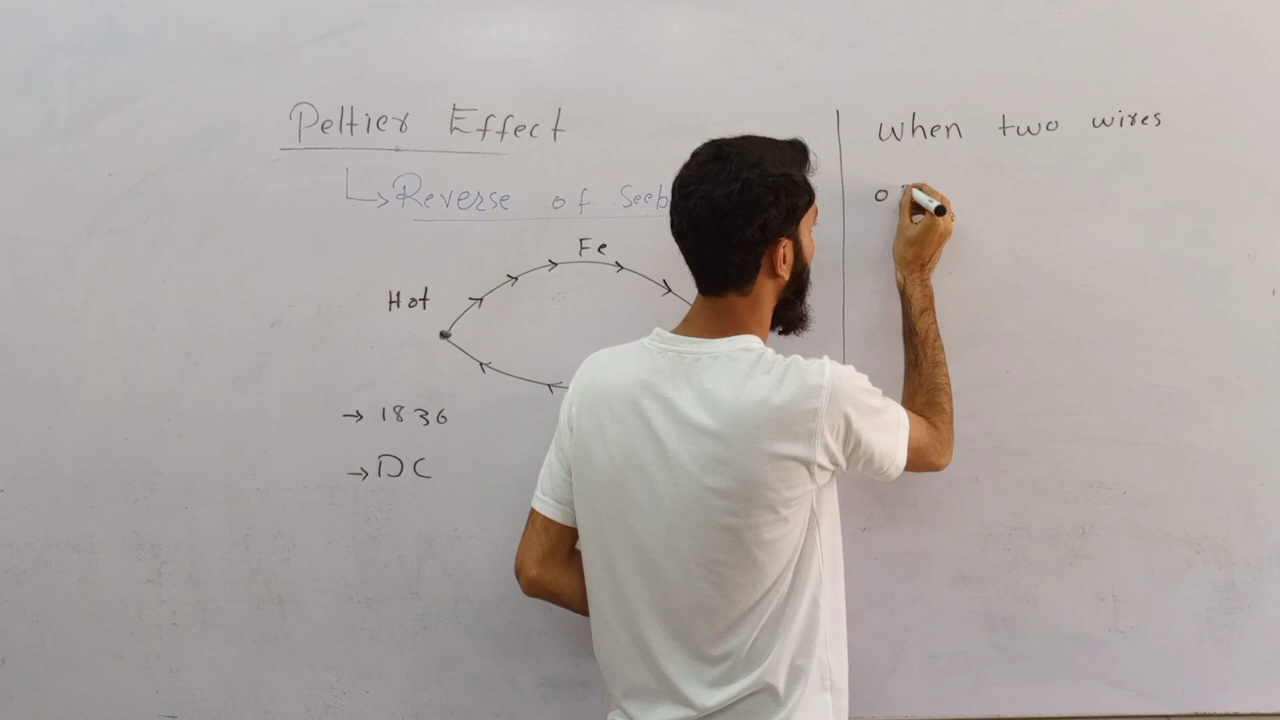 Peltier Effect
Reverse of Seeb
Fe
Hot
→ 1836
→ DC
When two wires